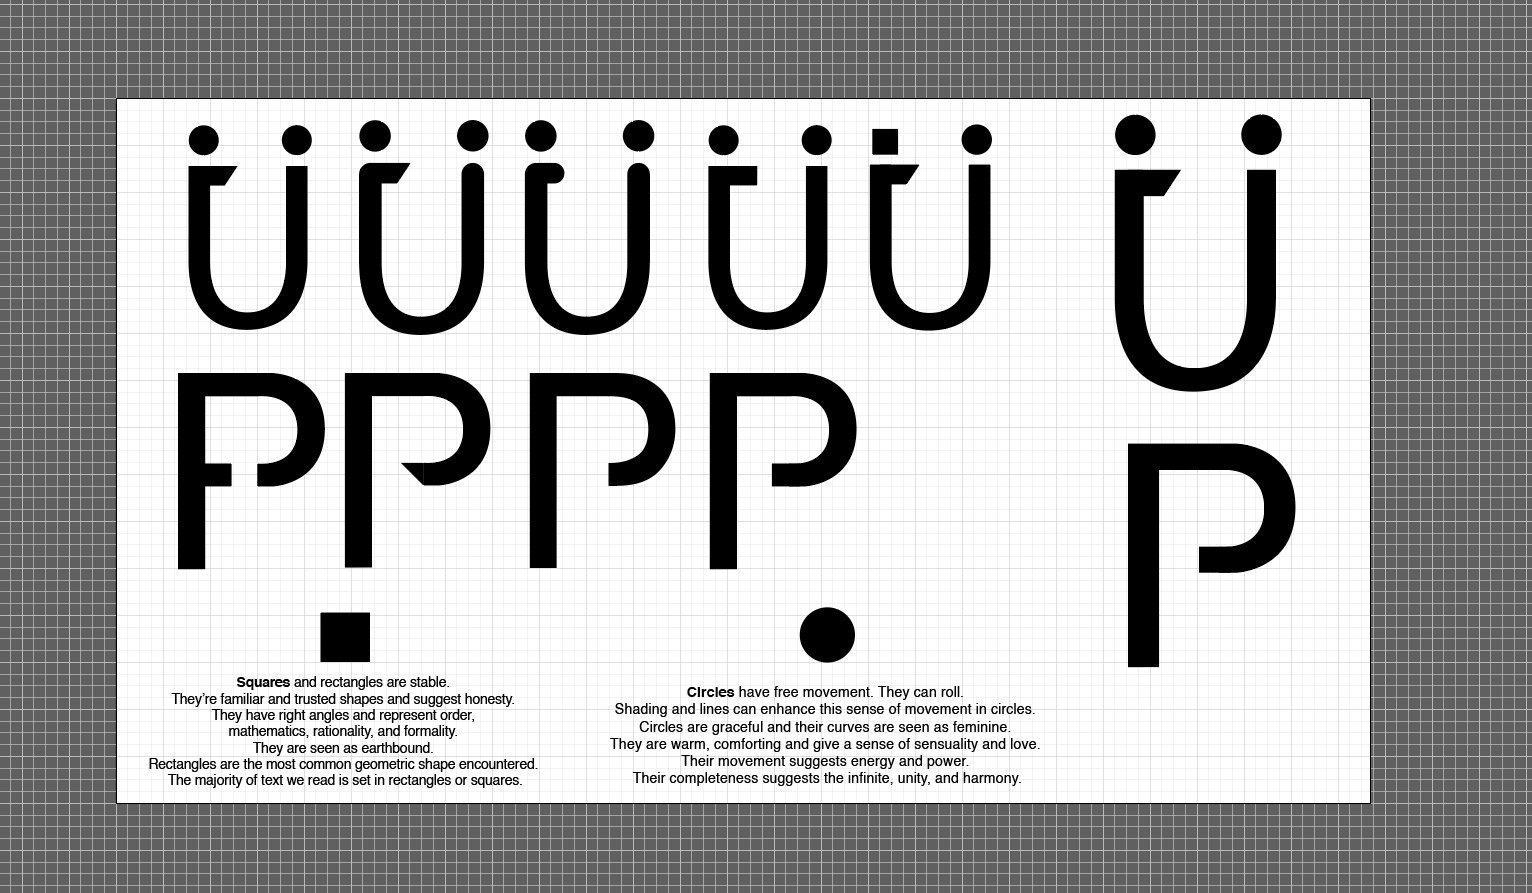 Ü Ü Ü Ü Ü Ü
P P P P
P
Squares and rectangles are stable.
They’re familiar and trusted shapes and suggest honesty.
They have right angles and represent order,
mathematics, rationality, and formality.
They are seen as earthbound.
Rectangles are the most common geometric shape encountered.
The majority of text we read is set in rectangles or squares.
Circles have free movement. They can roll.
Shading and lines can enhance this sense of movement in circles.
Circles are graceful and their curves are seen as feminine.
They are warm, comforting and give a sense of sensuality and love.
Their movement suggests energy and power.
Their completeness suggests the infinite, unity, and harmony.